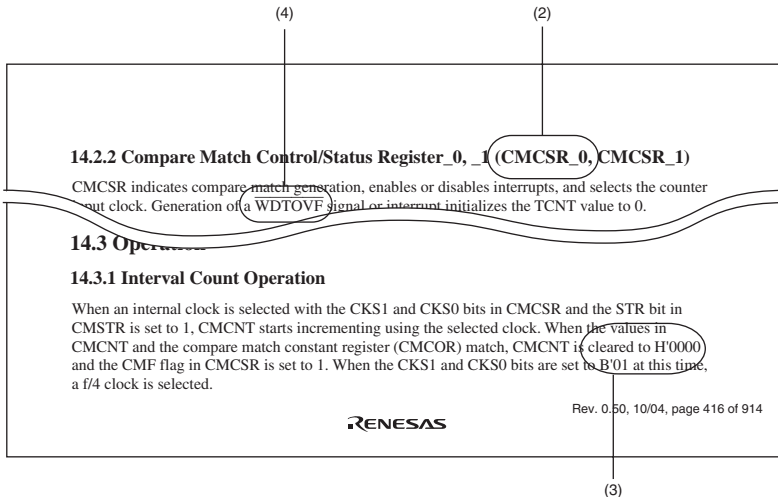 (4) (2)
14.2.2 Compare Match Control/Status Register_0, _1 (CMCSR_0, CMCSR_1)
CMCSR indicates compare match generation, enables or disables interrupts, and selects the counter
input clock. Generation of a WDTOVF signal or interrupt initializes the TCNT value to 0.
14.3 Operation
14.3.1 Interval Count Operation
When an internal clock is selected with the CKS1 and CKS0 bits in CMCSR and the STR bit in
CMSTR is set to 1, CMCNT starts incrementing using the selected clock. When the values in
CMCNT and the compare match constant register (CMCOR) match, CMCNT is cleared to H'0000
and the CMF flag in CMCSR is set to 1. When the CKS1 and CKS0 bits are set to B'01 at this time,
a f/4 clock is selected.
Rev. 0.50, 10/04, page 416 of 914
RENESAS
(3)